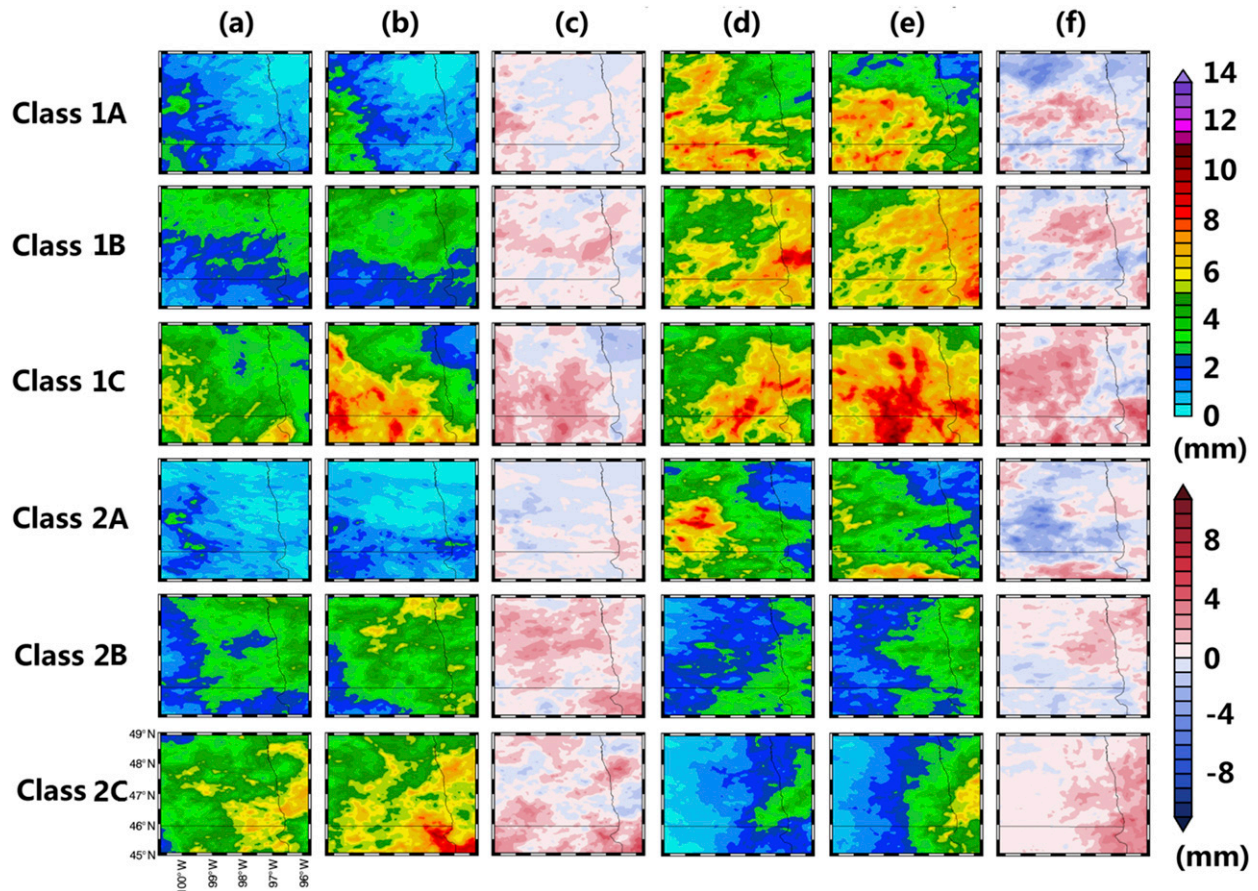 (a) (b) (c) (d) (e) (f)
Class 1A
Class 1B
Class 1C
Class 2A
Class 2B
Class 2C
49°N
48°N
47°N
46°N
45°N
100°W 99°W 98°W 97°W 96°W
14
12
10
8
6
4
2
0
(mm)
8
4
0
-4
-8
(mm)